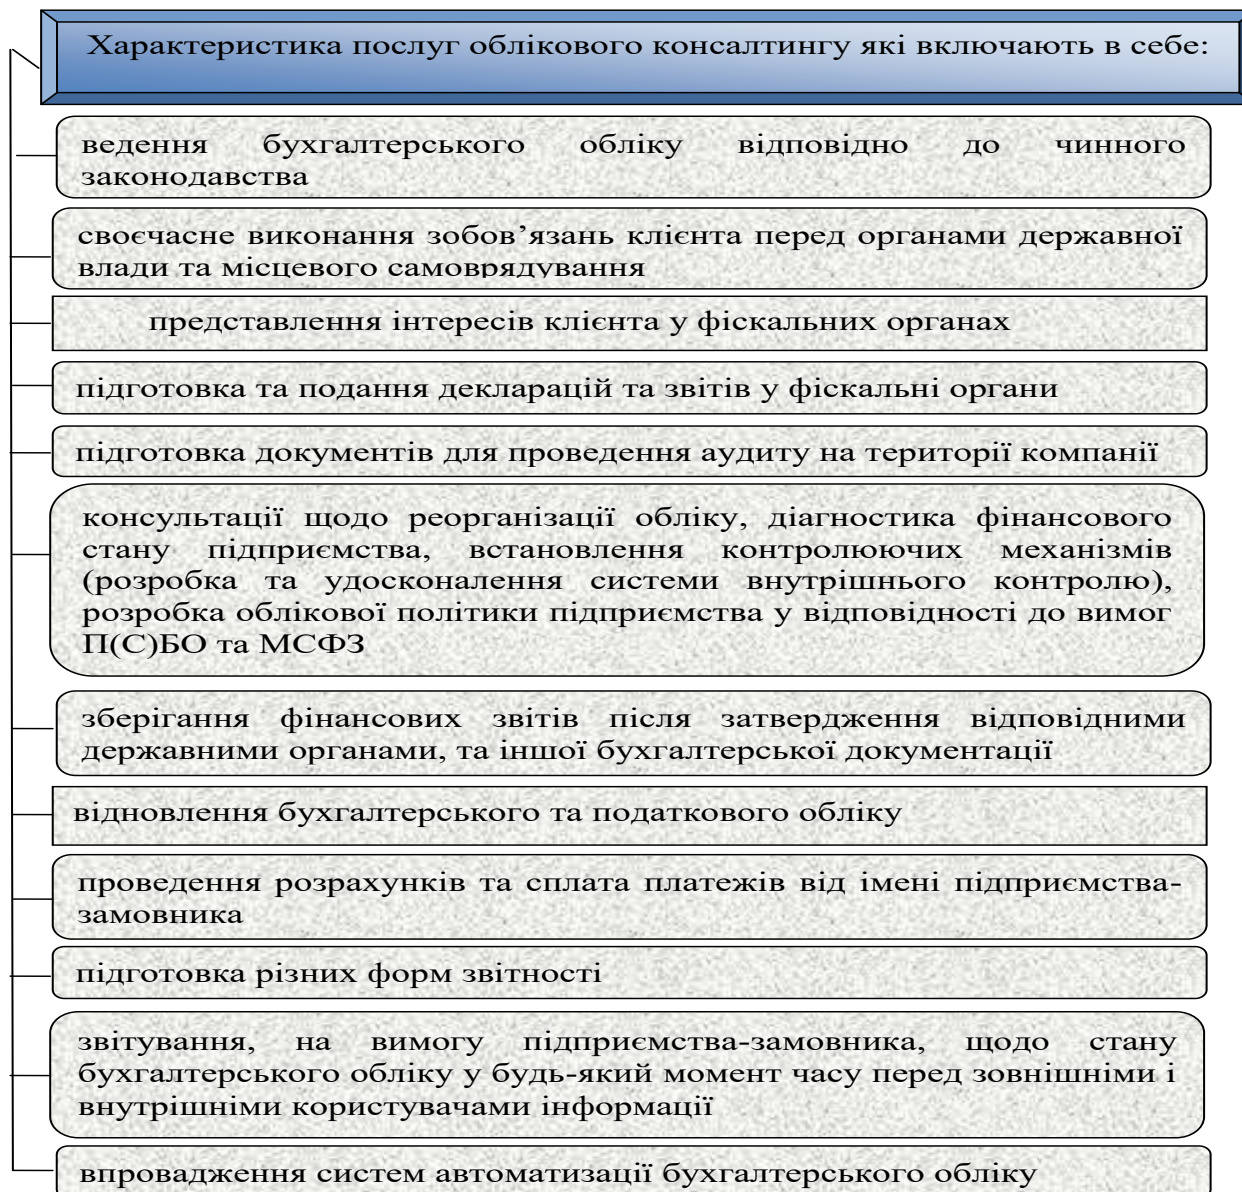 Характеристика послуг облікового консалтингу які включають в себе:
ведення бухгалтерського обліку відповідно до чинного
законодавства
своєчасне виконання зобов’язань клієнта перед органами державної
влади та місцевого самоврядування
представлення інтересів клієнта у фіскальних органах
підготовка та подання декларацій та звітів у фіскальні органи
підготовка документів для проведення аудиту на території компанії
консультації щодо реорганізації обліку, діагностика фінансового
стану підприємства, встановлення контролюючих механізмів
(розробка та удосконалення системи внутрішнього контролю),
розробка облікової політики підприємства у відповідності до вимог
П(С)БО та МСФЗ
зберігання фінансових звітів після затвердження відповідними
державними органами, та іншої бухгалтерської документації
відновлення бухгалтерського та податкового обліку
проведення розрахунків та сплата платежів від імені підприємства-
замовника
підготовка різних форм звітності
звітування, на вимогу підприємства-замовника, щодо стану
бухгалтерського обліку у будь-який момент часу перед зовнішніми і
внутрішніми користувачами інформації
впровадження систем автоматизації бухгалтерського обліку